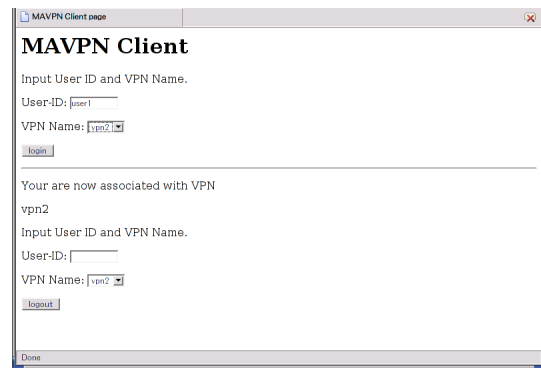 MAVPN Client page
MAVPN Client
Input User ID and VPN Name.
User-ID: user1
VPN Name: vpn2
login
Your are now associated with VPN
vpn2
Input User ID and VPN Name.
User-ID:
VPN Name: vpn2
logout
Done